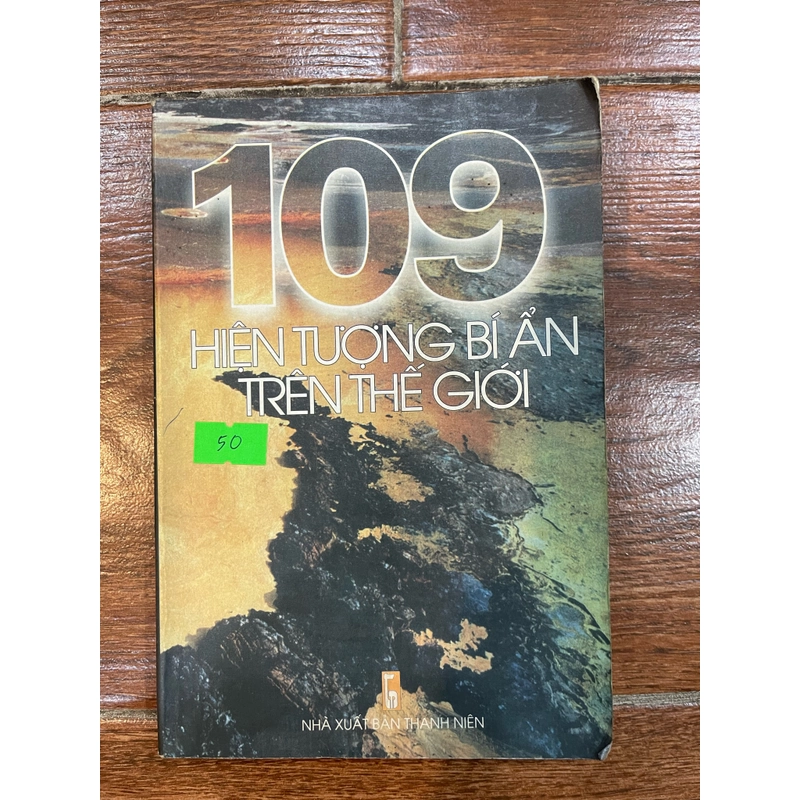 109
HIỆN TƯỢNG BÍ ẨN
TRÊN THẾ GIỚI
50
NHÀ XUẤT BẢN THANH NIÊN